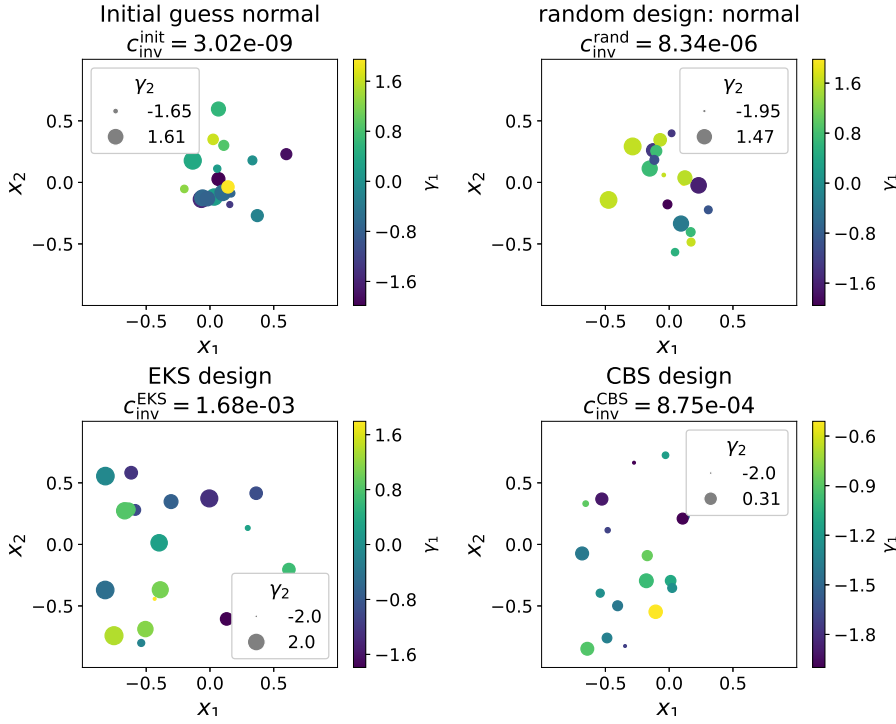 Initial guess normal
c_inv^init = 3.02e-09
γ₂
-1.65
1.61
0.5
0.0
−0.5
x₂
−0.5 0.0 0.5
x₁
1.6
0.8
0.0
−0.8
−1.6
γ₁
random design: normal
c_inv^rand = 8.34e-06
γ₂
-1.95
1.47
0.5
0.0
−0.5
x₂
−0.5 0.0 0.5
x₁
1.6
0.8
0.0
−0.8
−1.6
γ₁
EKS design
c_inv^EKS = 1.68e-03
γ₂
-2.0
2.0
0.5
0.0
−0.5
x₂
−0.5 0.0 0.5
x₁
1.6
0.8
0.0
−0.8
−1.6
γ₁
CBS design
c_inv^CBS = 8.75e-04
γ₂
-2.0
0.31
0.5
0.0
−0.5
x₂
−0.5 0.0 0.5
x₁
−0.6
−0.9
−1.2
−1.5
−1.8
γ₁